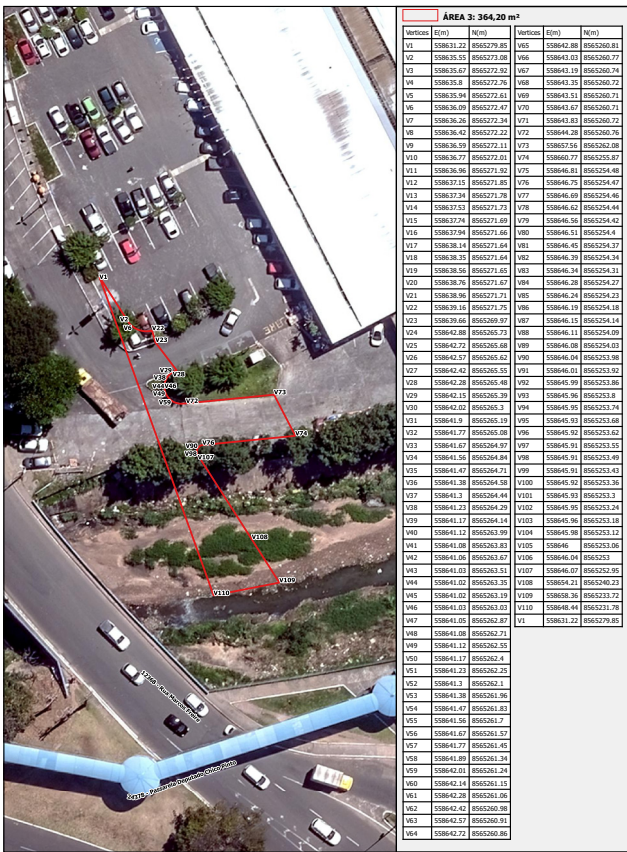 V1
V2
V6 V22
V23
V29
V28
V38
V44 V46
V49
V59 V72
V73
V74
V76
V90
V98
V107
V108
V109
V110
12368 - Rua Marcos Freire
24578 - Passarela Deputado Chico Pinto
ÁREA 3: 364,20 m²
Vertices E(m) N(m) Vertices E(m) N(m)
V1 558631.22 8565279.85 V65 558642.88 8565260.81
V2 558635.55 8565273.08 V66 558643.03 8565260.77
V3 558635.67 8565272.92 V67 558643.19 8565260.74
V4 558635.8 8565272.76 V68 558643.35 8565260.72
V5 558635.94 8565272.61 V69 558643.51 8565260.71
V6 558636.09 8565272.47 V70 558643.67 8565260.71
V7 558636.26 8565272.34 V71 558643.83 8565260.72
V8 558636.42 8565272.22 V72 558644.28 8565260.76
V9 558636.59 8565272.11 V73 558657.56 8565262.08
V10 558636.77 8565272.01 V74 558660.77 8565255.87
V11 558636.96 8565271.92 V75 558646.81 8565254.48
V12 558637.15 8565271.85 V76 558646.75 8565254.47
V13 558637.34 8565271.78 V77 558646.69 8565254.46
V14 558637.53 8565271.73 V78 558646.62 8565254.44
V15 558637.74 8565271.69 V79 558646.56 8565254.42
V16 558637.94 8565271.66 V80 558646.51 8565254.4
V17 558638.14 8565271.64 V81 558646.45 8565254.37
V18 558638.35 8565271.64 V82 558646.39 8565254.34
V19 558638.56 8565271.65 V83 558646.34 8565254.31
V20 558638.76 8565271.67 V84 558646.28 8565254.27
V21 558638.96 8565271.71 V85 558646.24 8565254.23
V22 558639.16 8565271.75 V86 558646.19 8565254.18
V23 558639.66 8565269.97 V87 558646.15 8565254.14
V24 558642.88 8565265.73 V88 558646.11 8565254.09
V25 558642.72 8565265.68 V89 558646.08 8565254.03
V26 558642.57 8565265.62 V90 558646.04 8565253.98
V27 558642.42 8565265.55 V91 558646.01 8565253.92
V28 558642.28 8565265.48 V92 558645.99 8565253.86
V29 558642.15 8565265.39 V93 558645.96 8565253.8
V30 558642.02 8565265.3 V94 558645.95 8565253.74
V31 558641.9 8565265.19 V95 558645.93 8565253.68
V32 558641.77 8565265.08 V96 558645.92 8565253.62
V33 558641.67 8565264.97 V97 558645.91 8565253.55
V34 558641.56 8565264.84 V98 558645.91 8565253.49
V35 558641.47 8565264.71 V99 558645.91 8565253.43
V36 558641.38 8565264.58 V100 558645.92 8565253.36
V37 558641.3 8565264.44 V101 558645.93 8565253.3
V38 558641.23 8565264.29 V102 558645.95 8565253.24
V39 558641.17 8565264.14 V103 558645.96 8565253.18
V40 558641.12 8565263.99 V104 558645.98 8565253.12
V41 558641.08 8565263.83 V105 558646 8565253.06
V42 558641.06 8565263.67 V106 558646.04 8565253
V43 558641.03 8565263.51 V107 558646.07 8565252.95
V44 558641.02 8565263.35 V108 558654.21 8565240.23
V45 558641.02 8565263.19 V109 558658.36 8565233.72
V46 558641.03 8565263.03 V110 558648.44 8565231.78
V47 558641.05 8565262.87 V1 558631.22 8565279.85
V48 558641.08 8565262.71
V49 558641.12 8565262.55
V50 558641.17 8565262.4
V51 558641.23 8565262.25
V52 558641.3 8565262.1
V53 558641.38 8565261.96
V54 558641.47 8565261.83
V55 558641.56 8565261.7
V56 558641.67 8565261.57
V57 558641.77 8565261.45
V58 558641.89 8565261.34
V59 558642.01 8565261.24
V60 558642.14 8565261.15
V61 558642.28 8565261.06
V62 558642.42 8565260.98
V63 558642.57 8565260.91
V64 558642.72 8565260.86